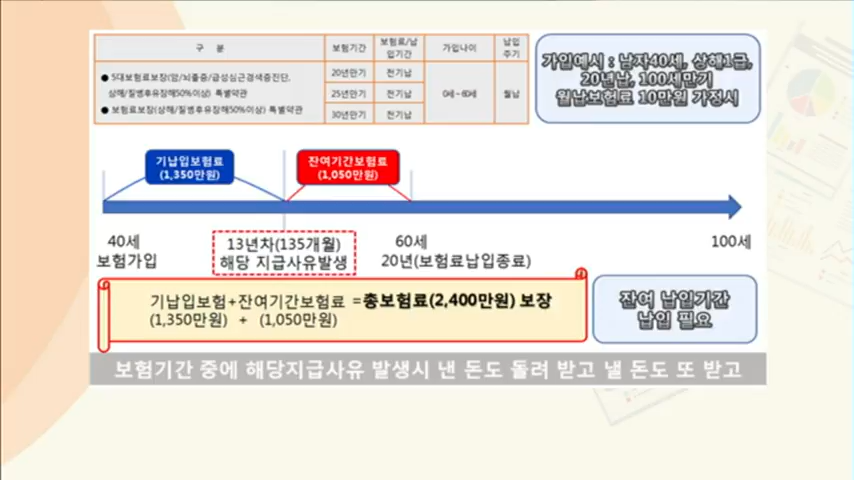 구 분
보험기간
보험료/납
입기간
가입나이
납입
주기
● 5대보험료보장(암/뇌졸중/급성심근경색증진단,
상해/질병후유장해50%이상) 특별약관
● 보험료보장(상해/질병후유장해50%이상) 특별약관
20년만기 전기납
25년만기 전기납
30년만기 전기납
0세~60세
월납
가입예시 : 남자40세, 상해1급,
20년납, 100세만기
월납보험료 10만원 가정시
기납입보험료
(1,350만원)
잔여기간보험료
(1,050만원)
40세
보험가입
13년차(135개월)
해당 지급사유발생
60세
20년(보험료납입종료)
100세
기납입보험+잔여기간보험료 =총보험료(2,400만원) 보장
(1,350만원) + (1,050만원)
잔여 납입기간
납입 필요
보험기간 중에 해당지급사유 발생시 낸 돈도 돌려 받고 낼 돈도 또 받고